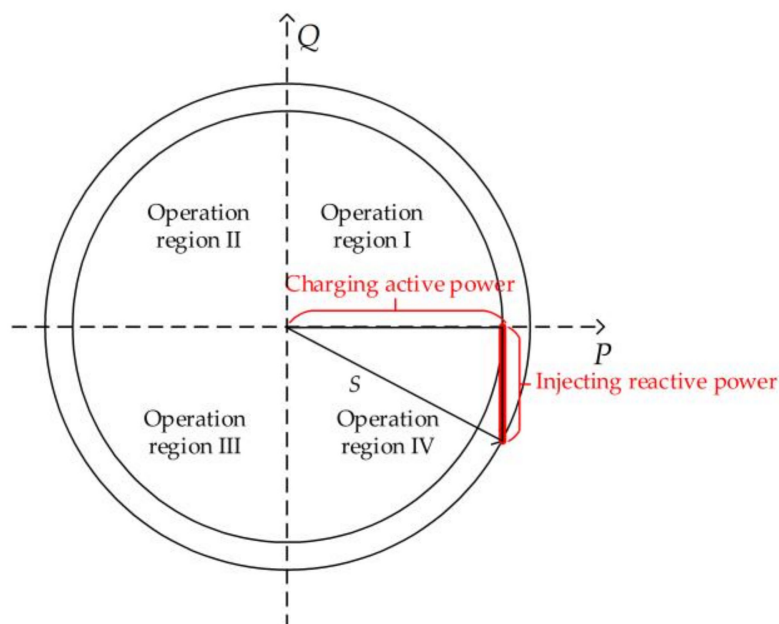 Q
Operation
region II
Operation
region I
Charging active power
P
Injecting reactive power
S
Operation
region III
Operation
region IV